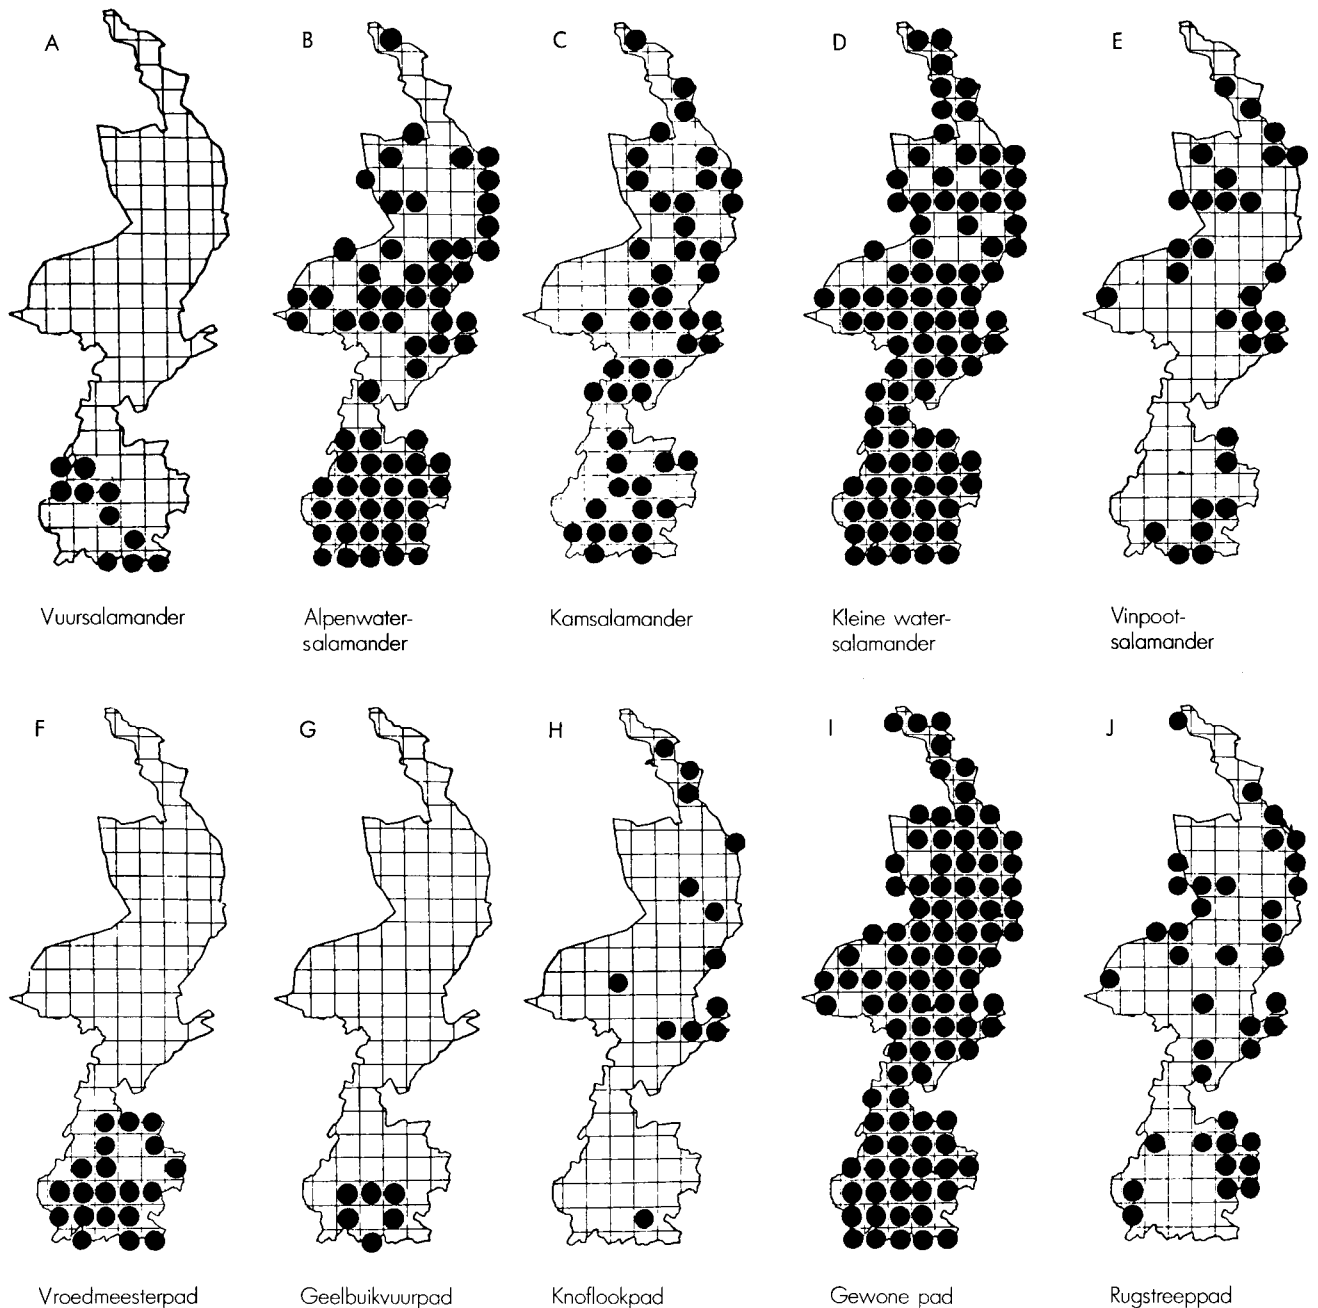 A
B
C
D
E
Vuursalamander
Alpenwater-
salamander
Kamsalamander
Kleine water-
salamander
Vinpoot-
salamander
F
G
H
I
J
Vroedmeesterpad
Geelbuikvuurpad
Knoflookpad
Gewone pad
Rugstreeppad